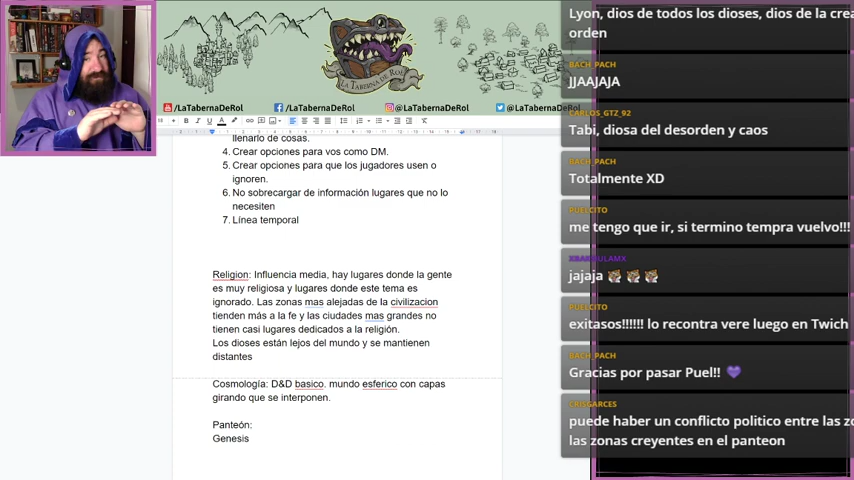 LA TABERNA DE ROL
/LaTabernaDeRol
/LaTabernaDeRol
@LaTabernaDeRol
@LaTabernaDeRol
llenarlo de cosas.
4. Crear opciones para vos como DM.
5. Crear opciones para que los jugadores usen o
ignoren.
6. No sobrecargar de información lugares que no lo
necesiten
7. Línea temporal
Religion: Influencia media, hay lugares donde la gente
es muy religiosa y lugares donde este tema es
ignorado. Las zonas mas alejadas de la civilizacion
tienden más a la fe y las ciudades mas grandes no
tienen casi lugares dedicados a la religión.
Los dioses están lejos del mundo y se mantienen
distantes
Cosmología: D&D basico. mundo esferico con capas
girando que se interponen.
Panteón:
Genesis
Lyon, dios de todos los dioses, dios de la crea
orden
BACH_PACH
JJAAJAJA
CARLOS_GTZ_92
Tabi, diosa del desorden y caos
BACH_PACH
Totalmente XD
PUELCITO
me tengo que ir, si termino tempra vuelvo!!!
jajaja
PUELCITO
exitasos!!!!!! lo recontra vere luego en Twich
BACH_PACH
Gracias por pasar Puel!! 💜
CRISGARCES
puede haber un conflicto politico entre las zo
las zonas creyentes en el panteon